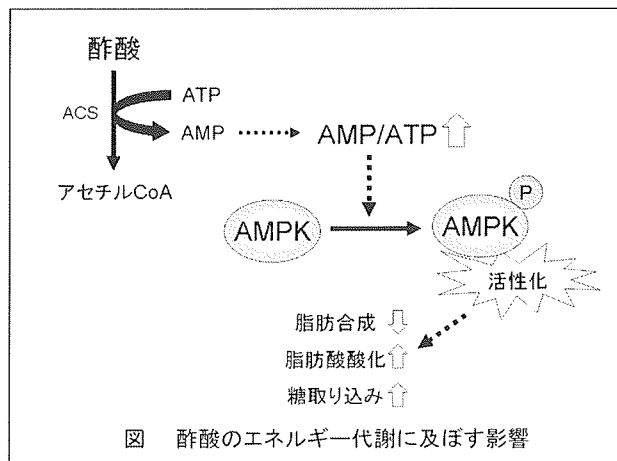 酢酸
ACS
ATP
AMP
AMP/ATP
アセチルCoA
AMPK
AMPK
P
活性化
脂肪合成
脂肪酸酸化
糖取り込み
図 酢酸のエネルギー代謝に及ぼす影響